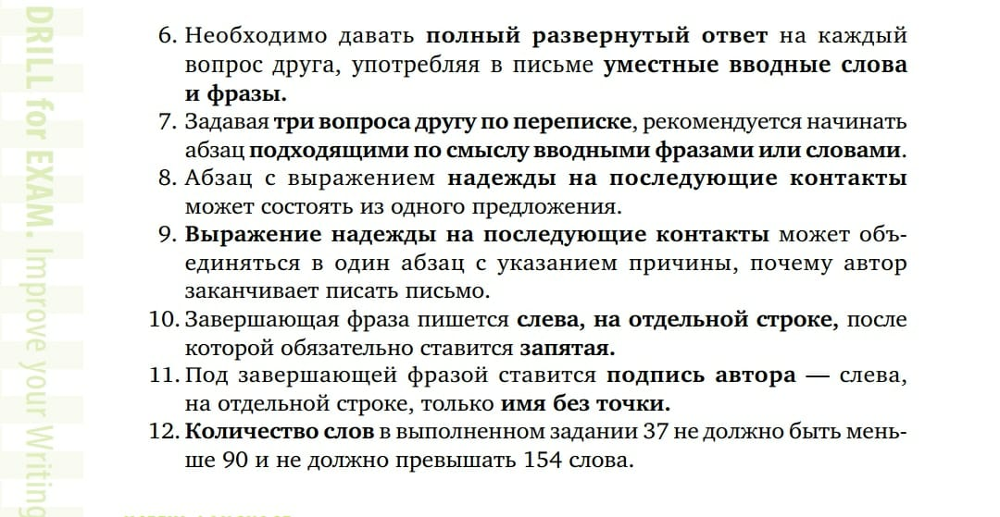 6. Необходимо давать полный развернутый ответ на каждый
вопрос друга, употребляя в письме уместные вводные слова
и фразы.
7. Задавая три вопроса другу по переписке, рекомендуется начинать
абзац подходящими по смыслу вводными фразами или словами.
8. Абзац с выражением надежды на последующие контакты
может состоять из одного предложения.
9. Выражение надежды на последующие контакты может объ-
единяться в один абзац с указанием причины, почему автор
заканчивает писать письмо.
10. Завершающая фраза пишется слева, на отдельной строке, после
которой обязательно ставится запятая.
11. Под завершающей фразой ставится подпись автора — слева,
на отдельной строке, только имя без точки.
12. Количество слов в выполненном задании 37 не должно быть мень-
ше 90 и не должно превышать 154 слова.
DRILL for EXAM. Improve your Writing